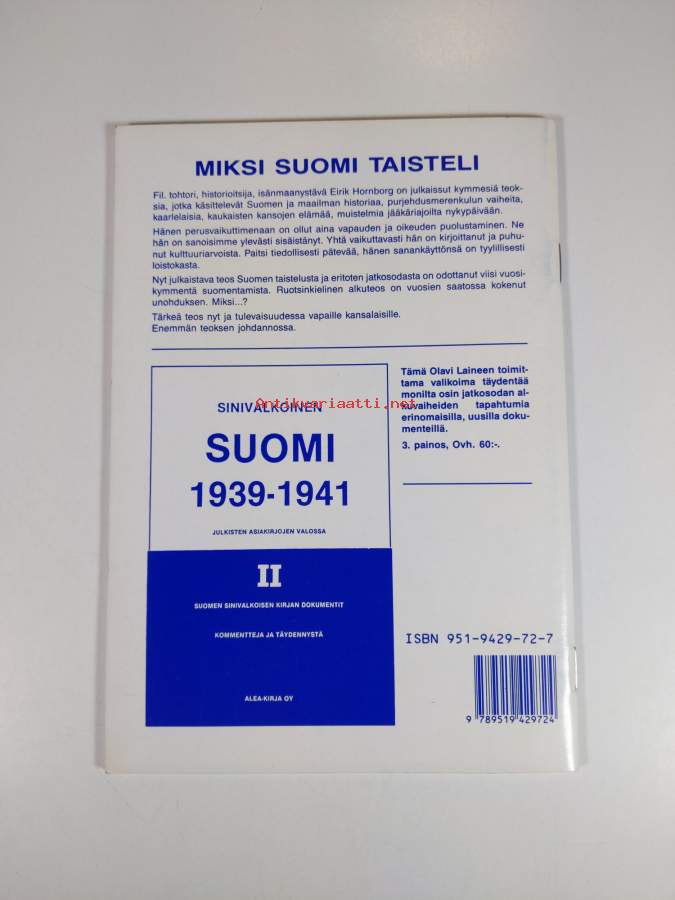 MIKSI SUOMI TAISTELI
Fil. tohtori, historioitsija, isänmaanystävä Eirik Hornborg on julkaissut kymmesiä teok-
sia, jotka käsittelevät Suomen ja maailman historiaa, purjehdusmerenkulun vaiheita,
kaarlelaisia, kaukaisten kansojen elämää, muistelmia jääkäriajoilta nykypäivään.
Hänen perusvaikuttimenaan on ollut aina vapauden ja oikeuden puolustaminen. Ne
hän on sanoisimme ylevästi sisäistänyt. Yhtä vaikuttavasti hän on kirjoittanut ja puhu-
nut kulttuuriarvoista. Paitsi tiedollisesti pätevää, hänen sanankäyttönsä on tyylillisesti
loistokasta.
Nyt julkaistava teos Suomen taistelusta ja eritoten jatkosodasta on odottanut viisi vuosi-
kymmentä suomentamista. Ruotsinkielinen alkuteos on vuosien saatossa kokenut
unohduksen. Miksi...?
Tärkeä teos nyt ja tulevaisuudessa vapaille kansalaisille.
Enemmän teoksen johdannossa.
SINIVALKOINEN
SUOMI
1939-1941
JULKISTEN ASIAKIRJOJEN VALOSSA
II
SUOMEN SINIVALKOISEN KIRJAN DOKUMENTIT
KOMMENTTEJA JA TÄYDENNYSTÄ
ALEA-KIRJA OY
Tämä Olavi Laineen toimit-
tama valikoima täydentää
monilta osin jatkosodan al-
kuvaiheiden tapahtumia
erinomaisilla, uusilla doku-
menteillä.
3. painos, Ovh. 60:-.
Antikvariaatti.net
ISBN 951-9429-72-7
9 789519 429724